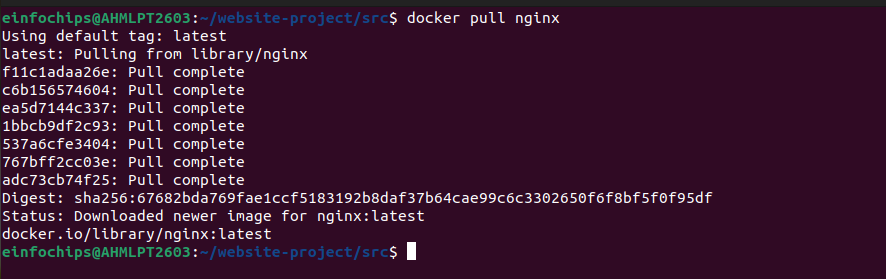 einfochips@AHMLPT2603:~/website-project/src$ docker pull nginx
Using default tag: latest
latest: Pulling from library/nginx
f11c1adaa26e: Pull complete
c6b156574604: Pull complete
ea5d7144c337: Pull complete
1bbcb9df2c93: Pull complete
537a6cfe3404: Pull complete
767bff2cc03e: Pull complete
adc73cb74f25: Pull complete
Digest: sha256:67682bda769fae1ccf5183192b8daf37b64cae99c6c3302650f6f8bf5f0f95df
Status: Downloaded newer image for nginx:latest
docker.io/library/nginx:latest
einfochips@AHMLPT2603:~/website-project/src$